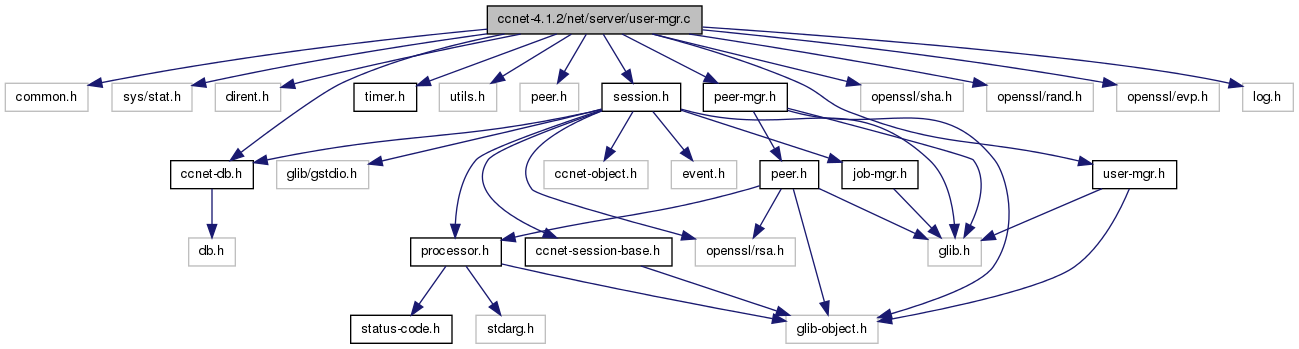 ccnet-4.1.2/net/server/user-mgr.c
common.h
sys/stat.h
dirent.h
timer.h
utils.h
peer.h
session.h
peer-mgr.h
openssl/sha.h
openssl/rand.h
openssl/evp.h
log.h
ccnet-db.h
glib/gstdio.h
ccnet-object.h
event.h
peer.h
job-mgr.h
user-mgr.h
db.h
processor.h
ccnet-session-base.h
openssl/rsa.h
glib.h
status-code.h
stdarg.h
glib-object.h